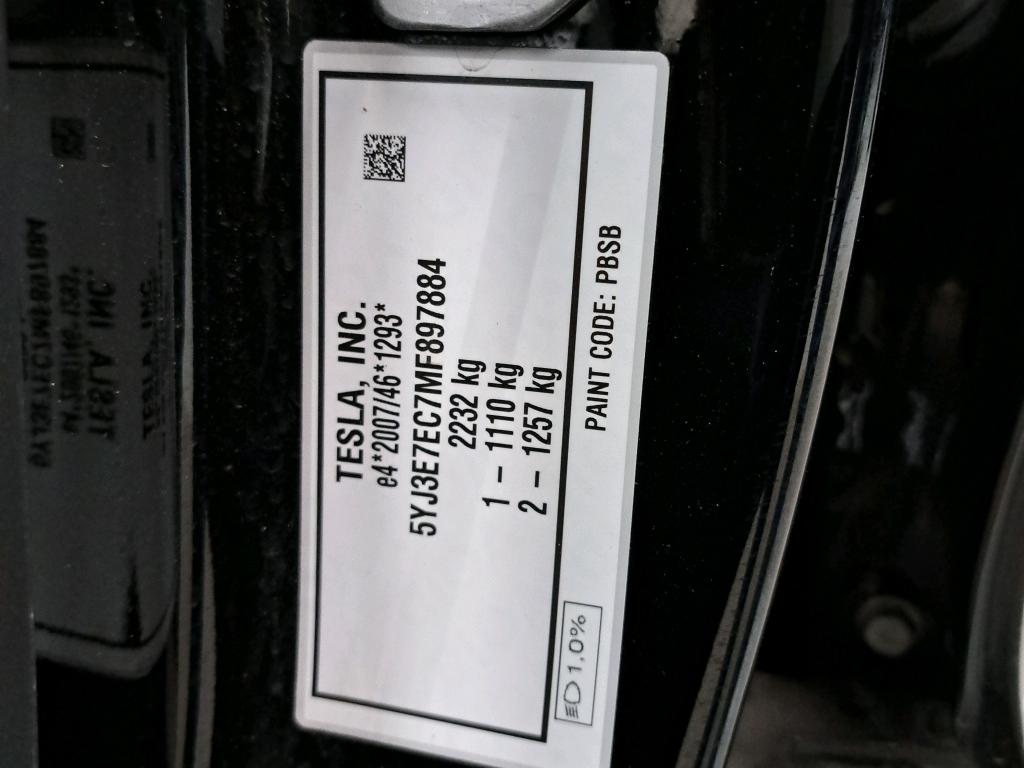 TESLA, INC.
e4*2007/46*1293*
5YJ3E7EC7MF897884
2232 kg
1 – 1110 kg
2 – 1257 kg
1.0%
PAINT CODE: PBSB